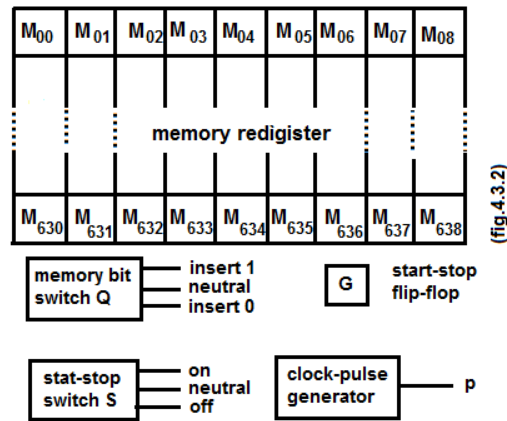 M00 M01 M02 M03 M04 M05 M06 M07 M08
memory redigister
M630 M631 M632 M633 M634 M635 M636 M637 M638
(fig.4.3.2)
memory bit
switch Q
insert 1
neutral
insert 0
G
start-stop
flip-flop
stat-stop
switch S
on
neutral
off
clock-pulse
generator
p